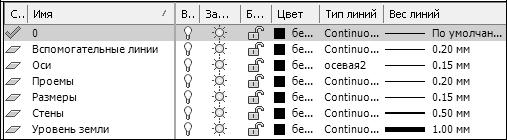 С... Имя В.. За... Б... Цвет Тип линий Вес линий
0 бе... Continuo... По умолчан...
Вспомогательные линии бе... Continuo... 0.20 мм
Оси бе... осевая2 0.15 мм
Проемы бе... Continuo... 0.20 мм
Размеры бе... Continuo... 0.15 мм
Стены бе... Continuo... 0.50 мм
Уровень земли бе... Continuo... 1.00 мм